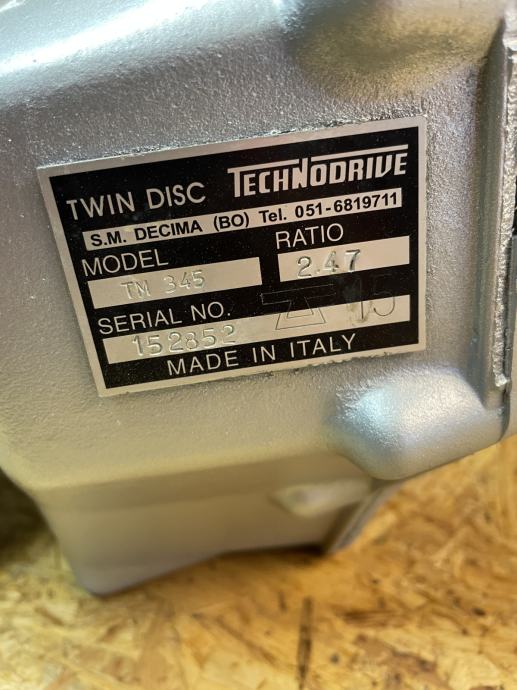 TWIN DISC TECHNODRIVE
S.M. DECIMA (BO) Tel. 051-6819711
MODEL RATIO
TM 345 2.47
SERIAL NO. 15
152852
MADE IN ITALY